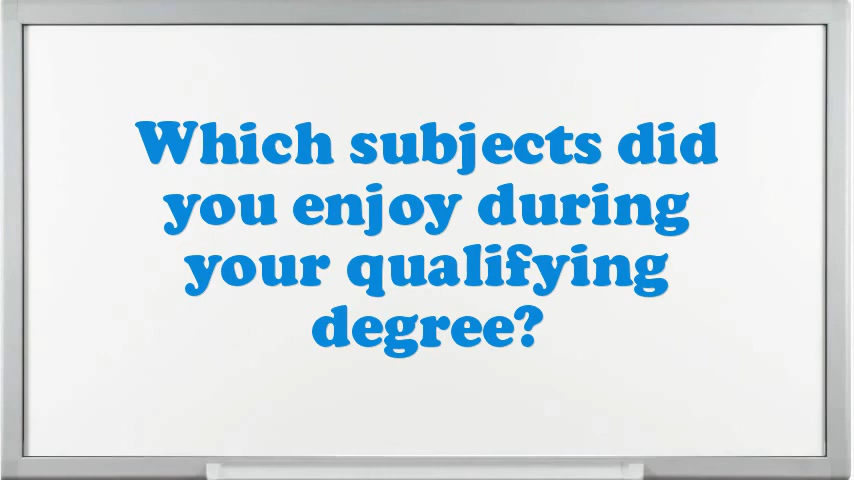 Which subjects did
you enjoy during
your qualifying
degree?